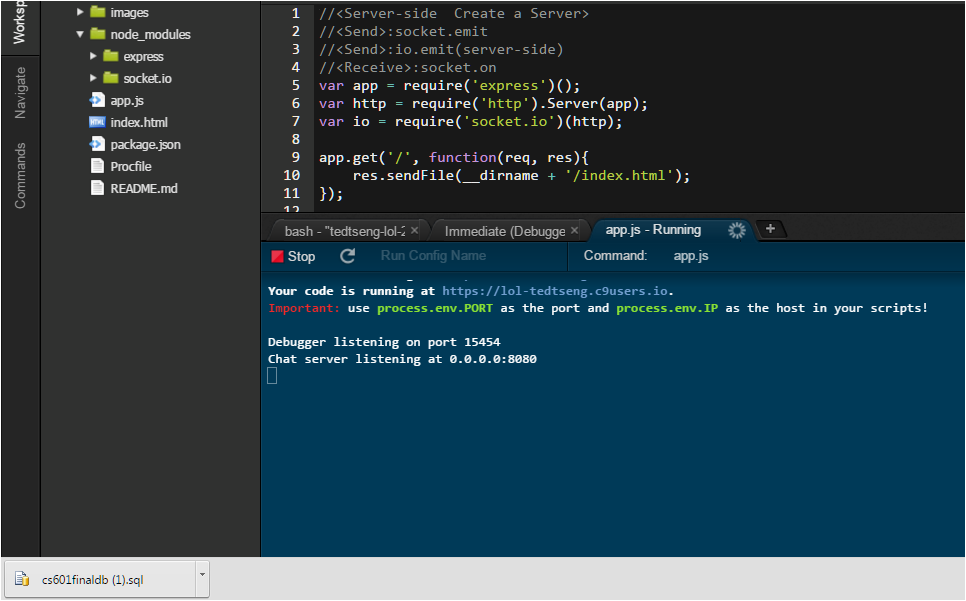 Worksp
Navigate
Commands
images
node_modules
express
socket.io
app.js
index.html
package.json
Procfile
README.md
1 //<Server-side  Create a Server>
2 //<Send>:socket.emit
3 //<Send>:io.emit(server-side)
4 //<Receive>:socket.on
5 var app = require('express')();
6 var http = require('http').Server(app);
7 var io = require('socket.io')(http);
8
9 app.get('/', function(req, res){
10     res.sendFile(__dirname + '/index.html');
11 });
12
bash - "tedtseng-lol-2 ×
Immediate (Debugge ×
app.js - Running
+
Stop
Run Config Name
Command:
app.js
Your code is running at https://lol-tedtseng.c9users.io.
Important: use process.env.PORT as the port and process.env.IP as the host in your scripts!
Debugger listening on port 15454
Chat server listening at 0.0.0.0:8080
cs601finaldb (1).sql